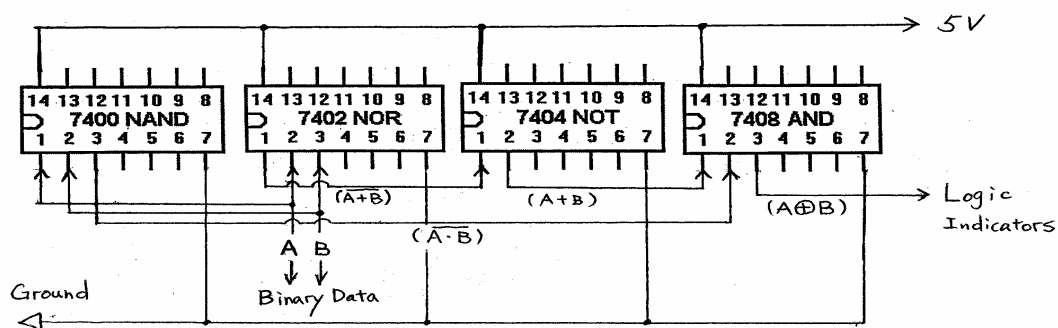 5V
14 13 12 11 10 9 8
7400 NAND
1 2 3 4 5 6 7
14 13 12 11 10 9 8
7402 NOR
1 2 3 4 5 6 7
14 13 12 11 10 9 8
7404 NOT
1 2 3 4 5 6 7
14 13 12 11 10 9 8
7408 AND
1 2 3 4 5 6 7
(A̅+̅B̅)
(A+B)
(A⊕B)
Logic
Indicators
(A̅·̅B̅)
A B
Binary Data
Ground